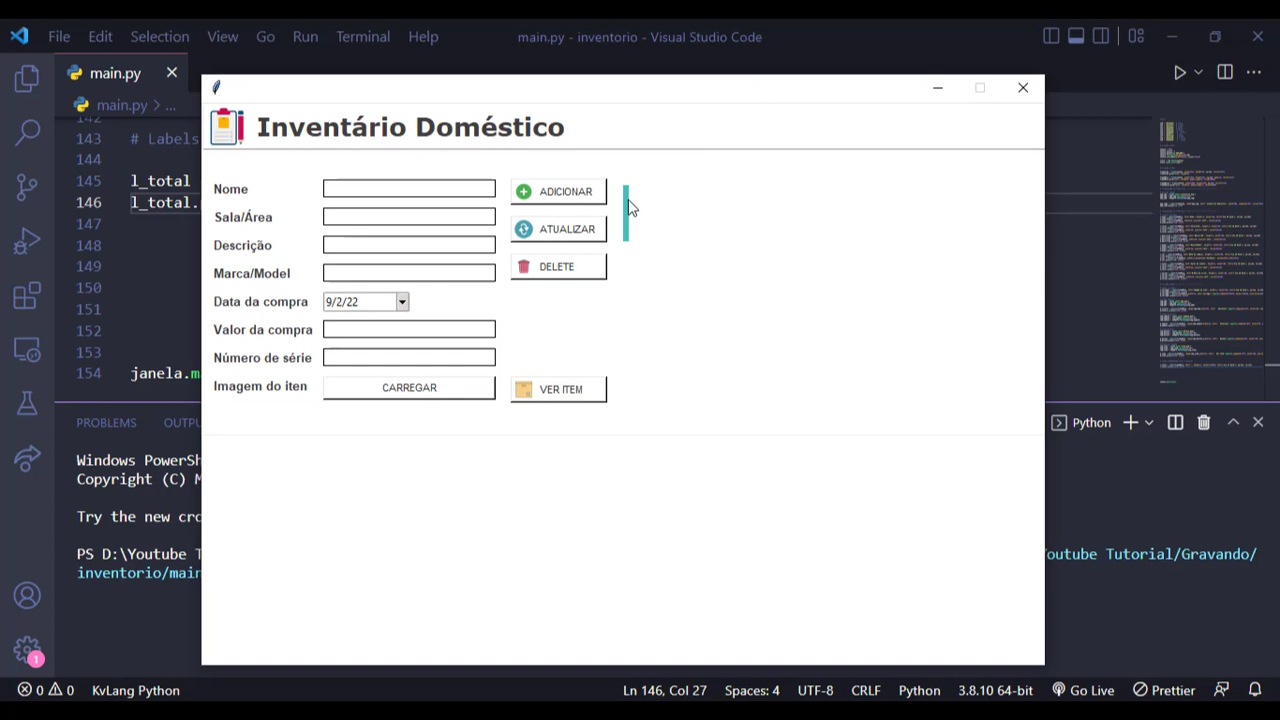 File Edit Selection View Go Run Terminal Help
main.py - inventorio - Visual Studio Code
main.py
main.py > ...
142
143 # Labels
144
145 l_total
146 l_total.
147
148
149
150
151
152
153
154 janela.m
Inventário Doméstico
Nome
Sala/Área
Descrição
Marca/Model
Data da compra 9/2/22
Valor da compra
Número de série
Imagem do iten CARREGAR
ADICIONAR
ATUALIZAR
DELETE
VER ITEM
PROBLEMS OUTPU
Python
Windows PowerSh
Copyright (C) M
Try the new cro
PS D:\Youtube T
outube Tutorial/Gravando/
inventorio/main
1
0 0 KvLang Python Ln 146, Col 27 Spaces: 4 UTF-8 CRLF Python 3.8.10 64-bit Go Live Prettier